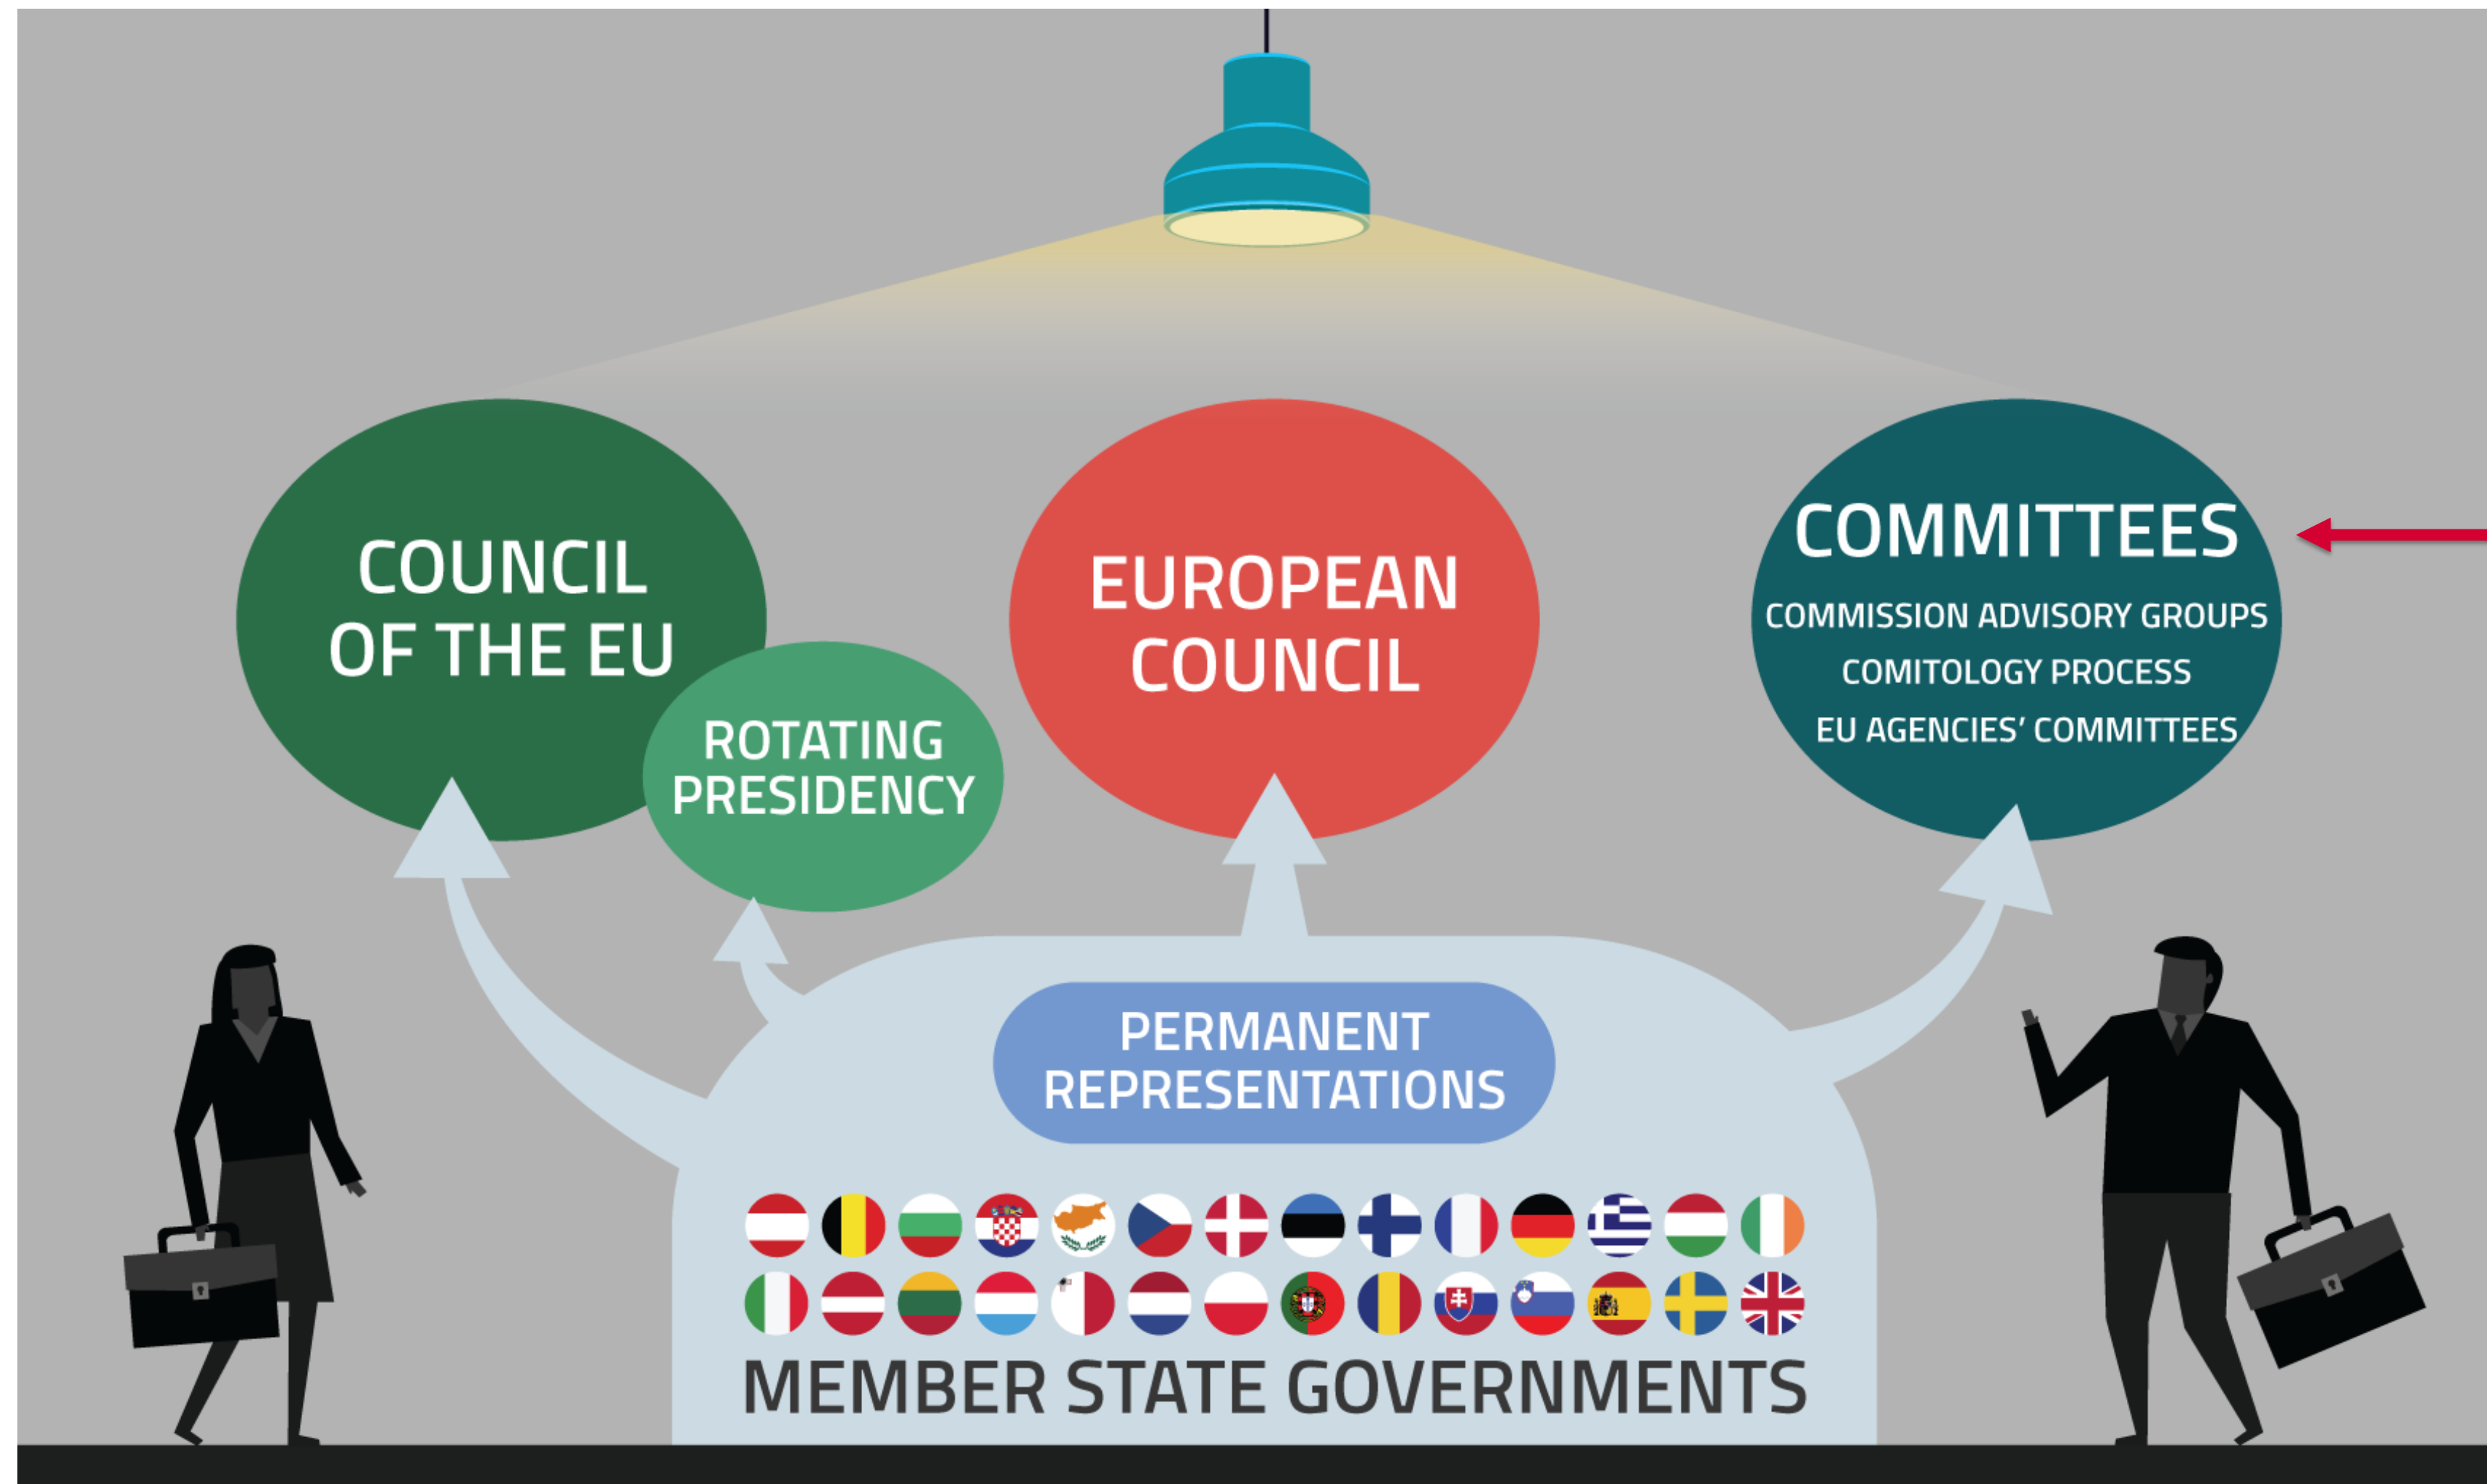 COUNCIL
OF THE EU
ROTATING
PRESIDENCY
EUROPEAN
COUNCIL
COMMITTEES
COMMISSION ADVISORY GROUPS
COMITOLOGY PROCESS
EU AGENCIES’ COMMITTEES
PERMANENT
REPRESENTATIONS
MEMBER STATE GOVERNMENTS